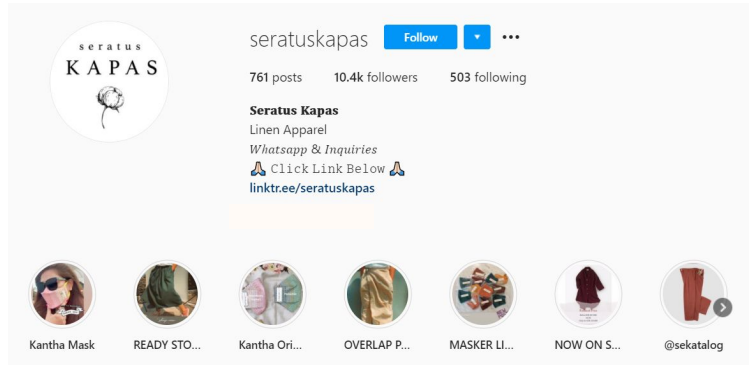 seratus
KAPAS
seratuskapas Follow
761 posts 10.4k followers 503 following
Seratus Kapas
Linen Apparel
Whatsapp & Inquiries
🙏🏻 Click Link Below 🙏🏻
linktr.ee/seratuskapas
Kantha Mask READY STO... Kantha Ori... OVERLAP P... MASKER LI... NOW ON S... @sekatalog